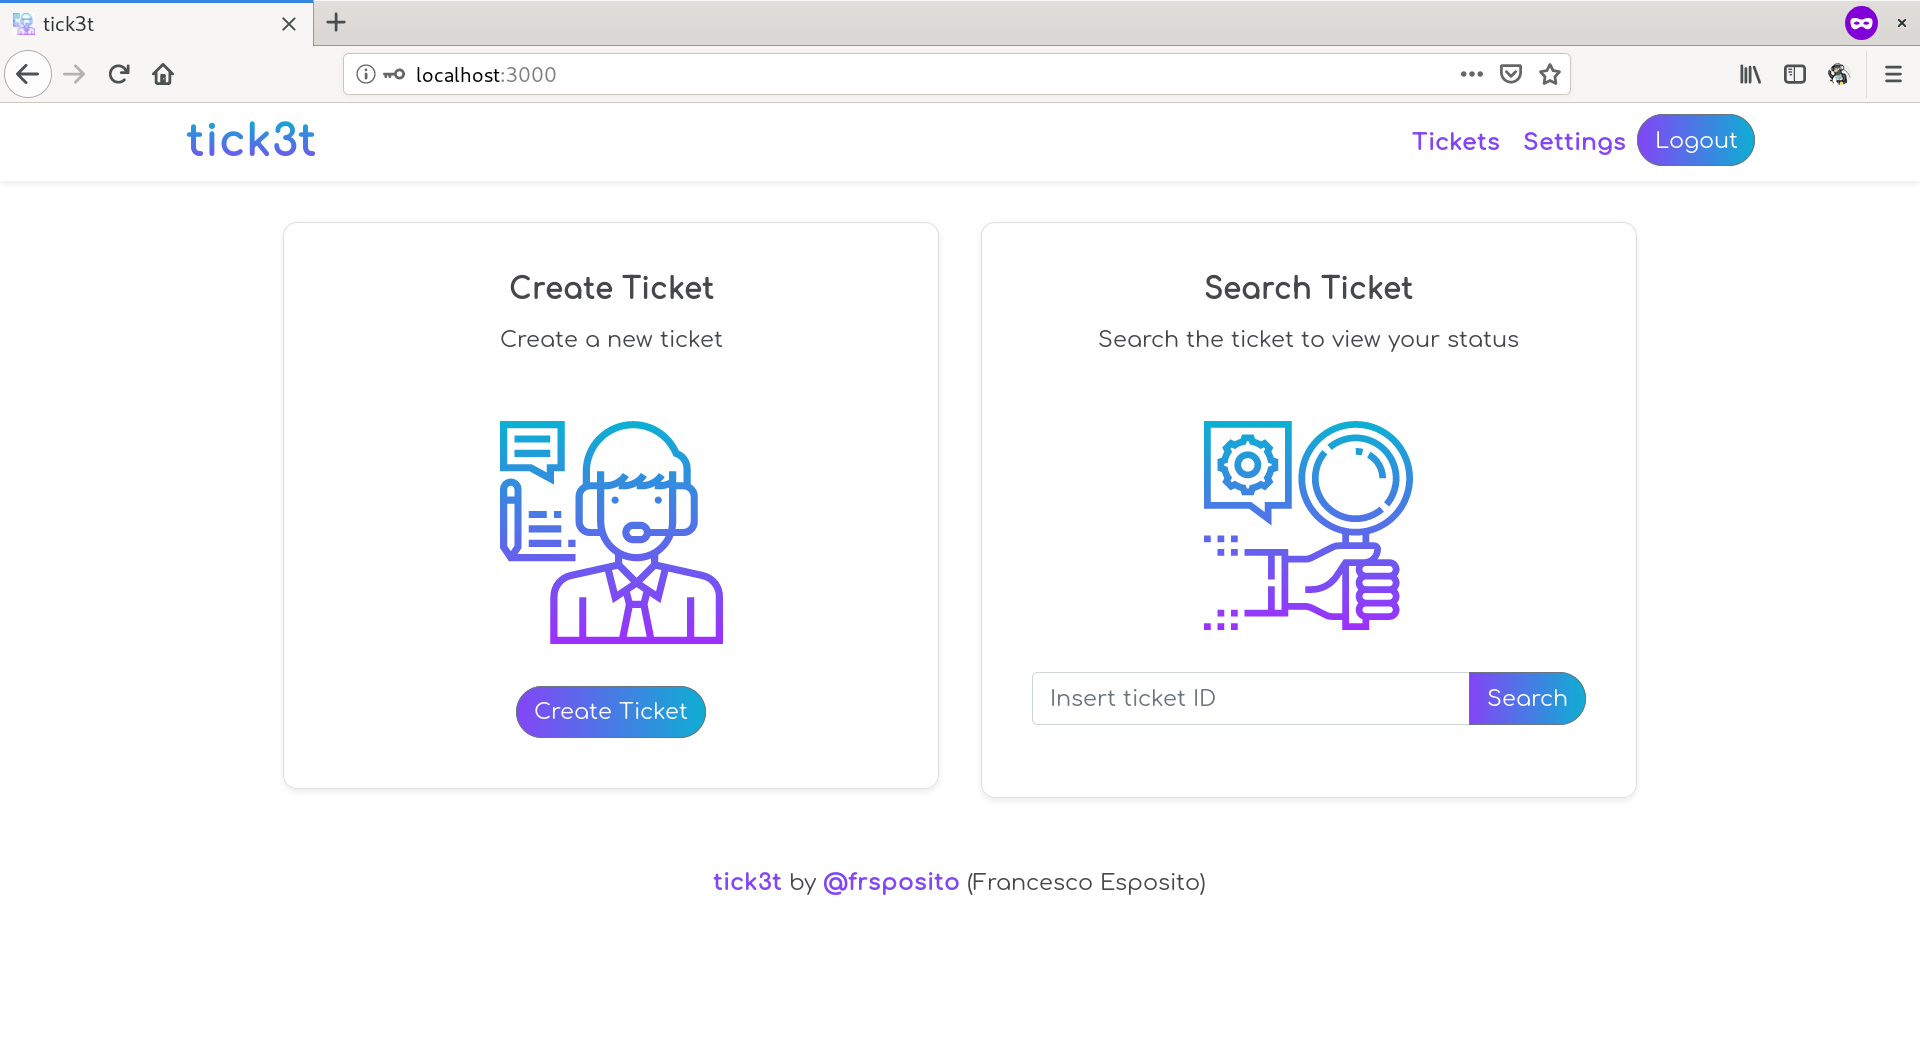 tick3t
localhost:3000
tick3t
Tickets Settings Logout
Create Ticket
Create a new ticket
Create Ticket
Search Ticket
Search the ticket to view your status
Insert ticket ID Search
tick3t by @frsposito (Francesco Esposito)